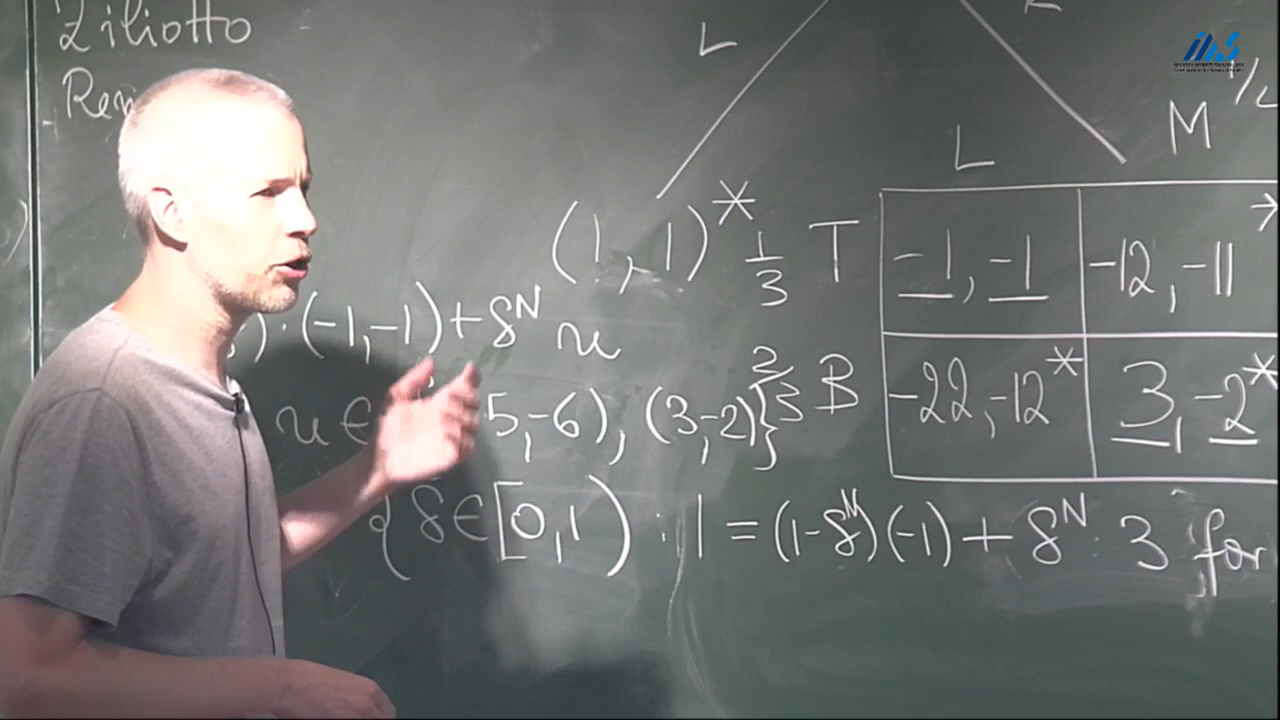 Ziliotto
L
L
M
(1,-1)* 1/3 T
-1, -1
-12, -11
)·(-1,-1)+δ^N u
u ∈ 5,-6), (3,-2)} 2/3 B
-22, -12*
3, -2*
{δ∈[0,1) : 1 = (1-δ^N)(-1) + δ^N · 3 for